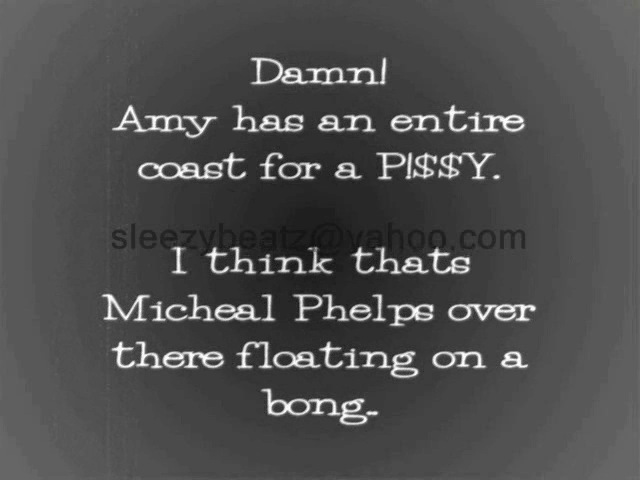 Damn!
Amy has an entire
coast for a P!$$Y.
sleezybeatz@yahoo.com
I think thats
Micheal Phelps over
there floating on a
bong..